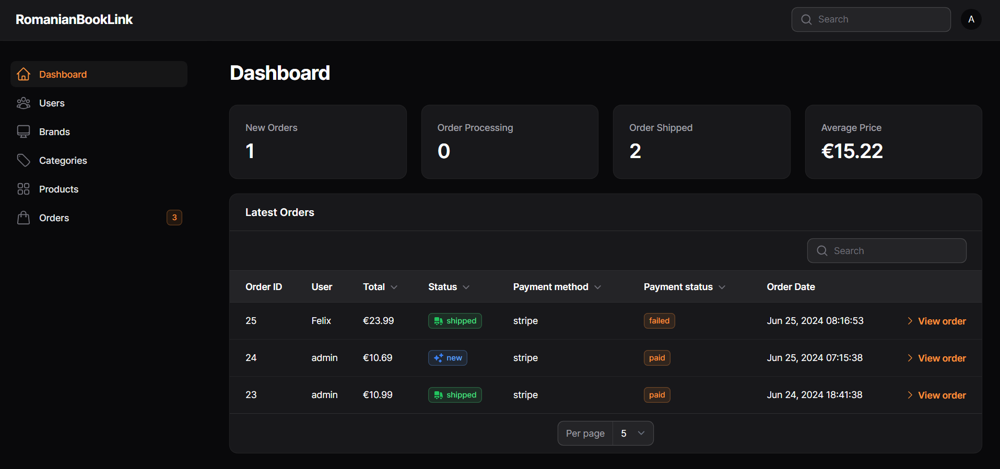 RomanianBookLink
Search
A
Dashboard
Users
Brands
Categories
Products
Orders 3
Dashboard
New Orders
1
Order Processing
0
Order Shipped
2
Average Price
€15.22
Latest Orders
Search
Order ID User Total Status Payment method Payment status Order Date
25 Felix €23.99 shipped stripe failed Jun 25, 2024 08:16:53 View order
24 admin €10.69 new stripe paid Jun 25, 2024 07:15:38 View order
23 admin €10.99 shipped stripe paid Jun 24, 2024 18:41:38 View order
Per page 5